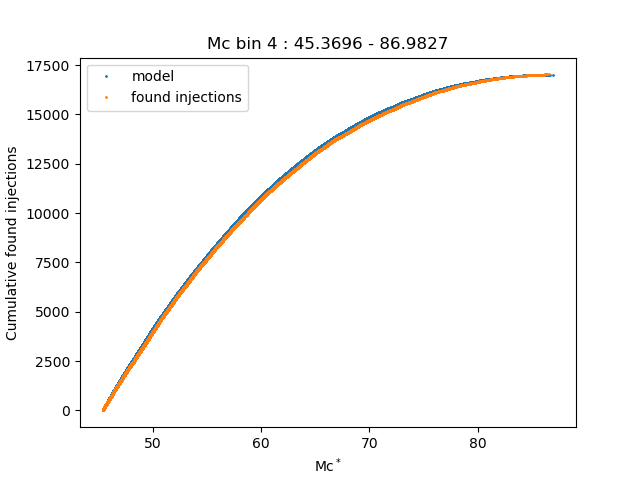 Mc bin 4 : 45.3696 - 86.9827
17500
15000
12500
10000
7500
5000
2500
0
Cumulative found injections
model
found injections
50 60 70 80
Mc*